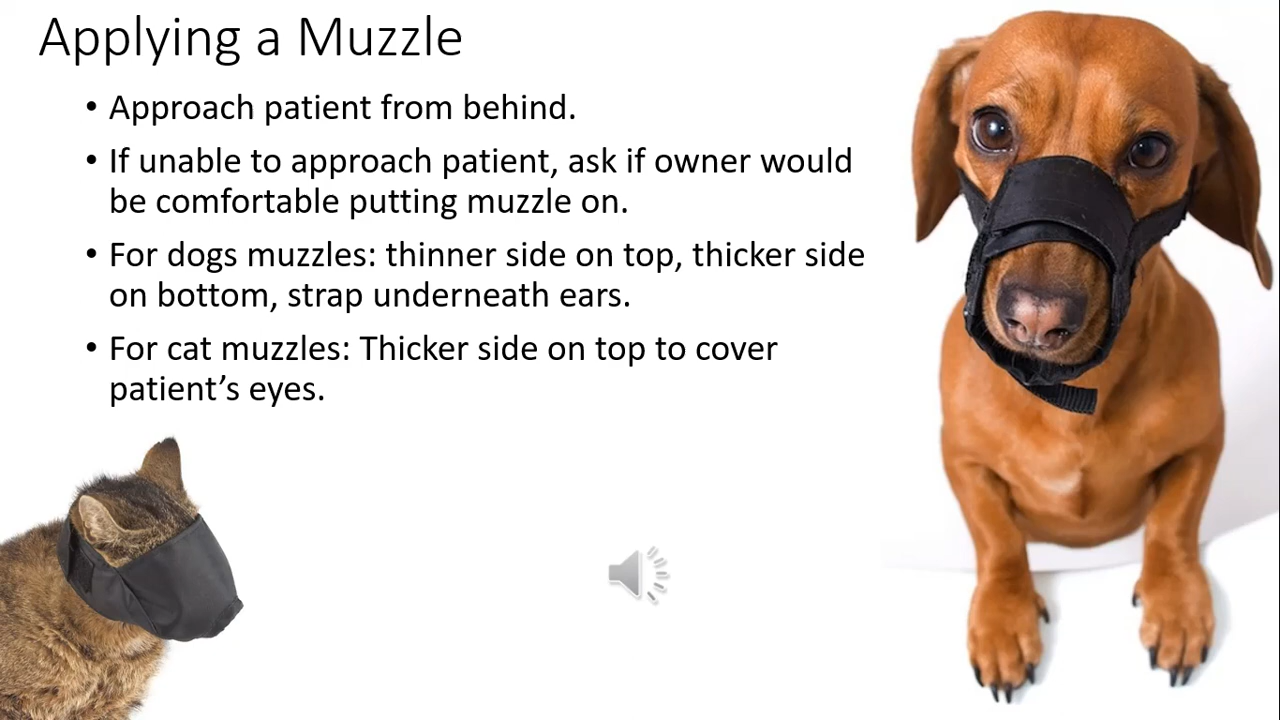 Applying a Muzzle
• Approach patient from behind.
• If unable to approach patient, ask if owner would
be comfortable putting muzzle on.
• For dogs muzzles: thinner side on top, thicker side
on bottom, strap underneath ears.
• For cat muzzles: Thicker side on top to cover
patient’s eyes.